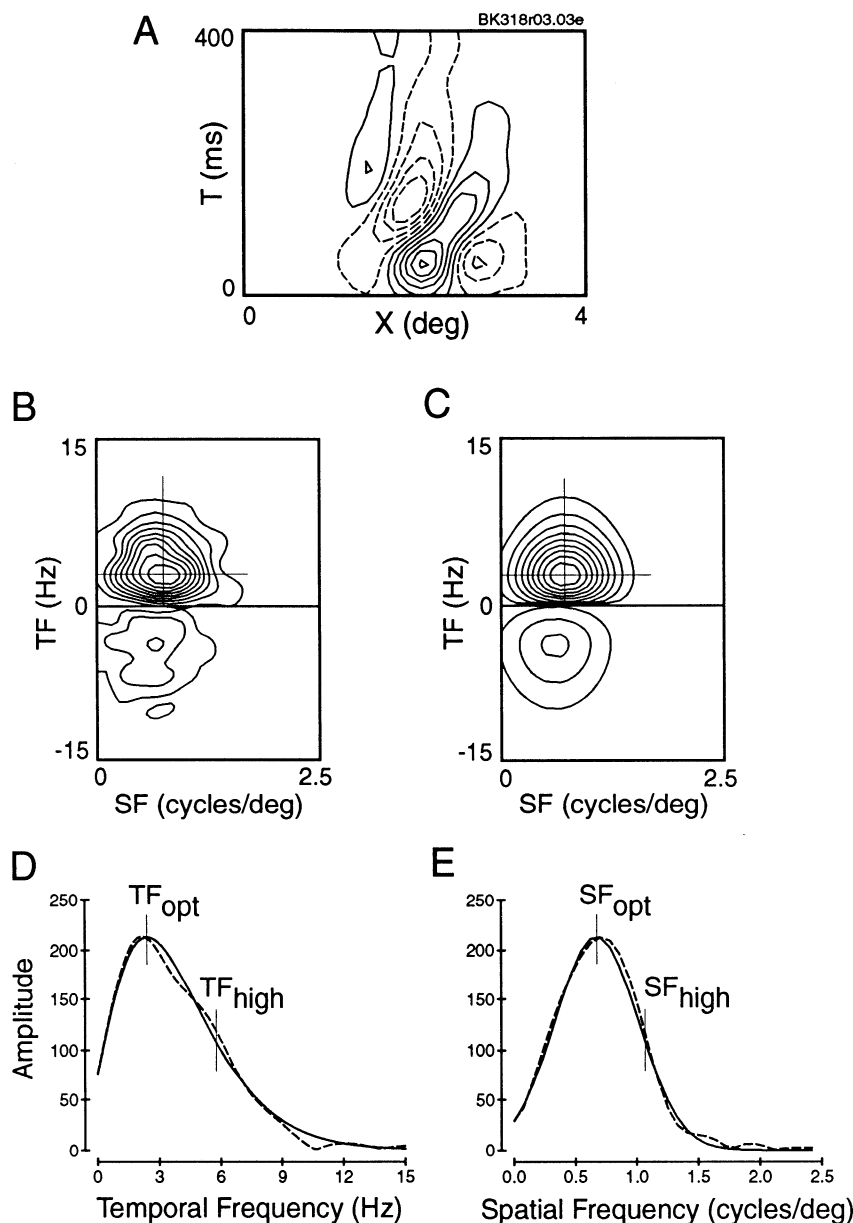 A
BK318r03.03e
400
T (ms)
0
0
X (deg)
4
B
15
TF (Hz)
0
-15
0
2.5
SF (cycles/deg)
C
15
TF (Hz)
0
-15
0
2.5
SF (cycles/deg)
D
TFopt
TFhigh
250
200
150
100
50
0
Amplitude
0 3 6 9 12 15
Temporal Frequency (Hz)
E
SFopt
SFhigh
250
200
150
100
50
0
0.0 0.5 1.0 1.5 2.0 2.5
Spatial Frequency (cycles/deg)